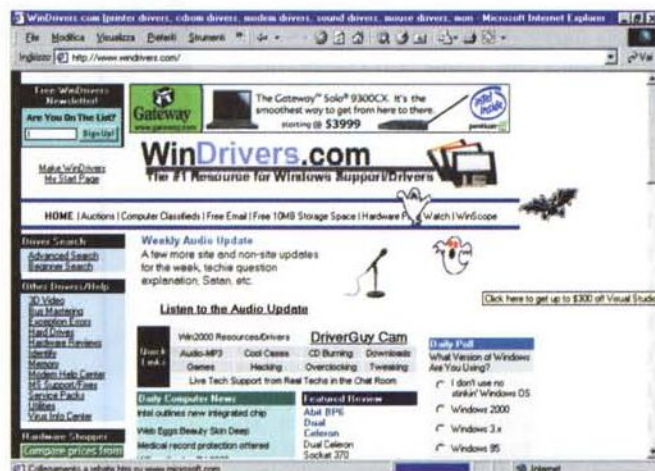 WinDrivers.com [printer drivers, cdrom drivers, modem drivers, sound drivers, mouse drivers, mon - Microsoft Internet Explorer
File Modifica Visualizza Preferiti Strumenti ?
Indirizzo http://www.windrivers.com/ Vai
Free WinDrivers
Newsletter!
Are You On The List?
SignUp!
Make WinDrivers
My Start Page
Gateway
www.gateway.com
The Gateway™ Solo® 9300CX. It's the
smoothest way to get from here to there.
starting @ $3999
intel
inside
pentium
WinDrivers.com
The #1 Resource for Windows Support/Drivers
HOME | Auctions | Computer Classifieds | Free Email | Free 10MB Storage Space | Hardware Watch | WinScope
Driver Search
Advanced Search
Beginner Search
Other Drivers/Help
3D Video
Bus Mastering
Exception Errors
Hard Drives
Hardware Reviews
Identify
Memory
Modem Help Center
MS Support/Fixes
Service Packs
Utilities
Virus Info Center
Hardware Shopper
Compare prices from
Weekly Audio Update
A few more site and non-site updates
for the week, techie question
explanation, Satan, etc.
Listen to the Audio Update
Click here to get up to $300 off Visual Studio
Quick
Links
Win2000 Resources/Drivers DriverGuy Cam
Audio-MP3 Cool Cases CD Burning Downloads
Games Hacking Overclocking Tweaking
Live Tech Support from Real Techs in the Chat Room
Daily Computer News
Intel outlines new integrated chip
Web Eggs Beauty Skin Deep
Medical record protection offered
Featured Review
Abit BP6
Dual
Celeron
Dual Celeron
Socket 370
Daily Poll
What Version of Windows
Are You Using?
I don't use no
stinkin' Windows OS
Windows 2000
Windows 3.x
Windows 95
Internet